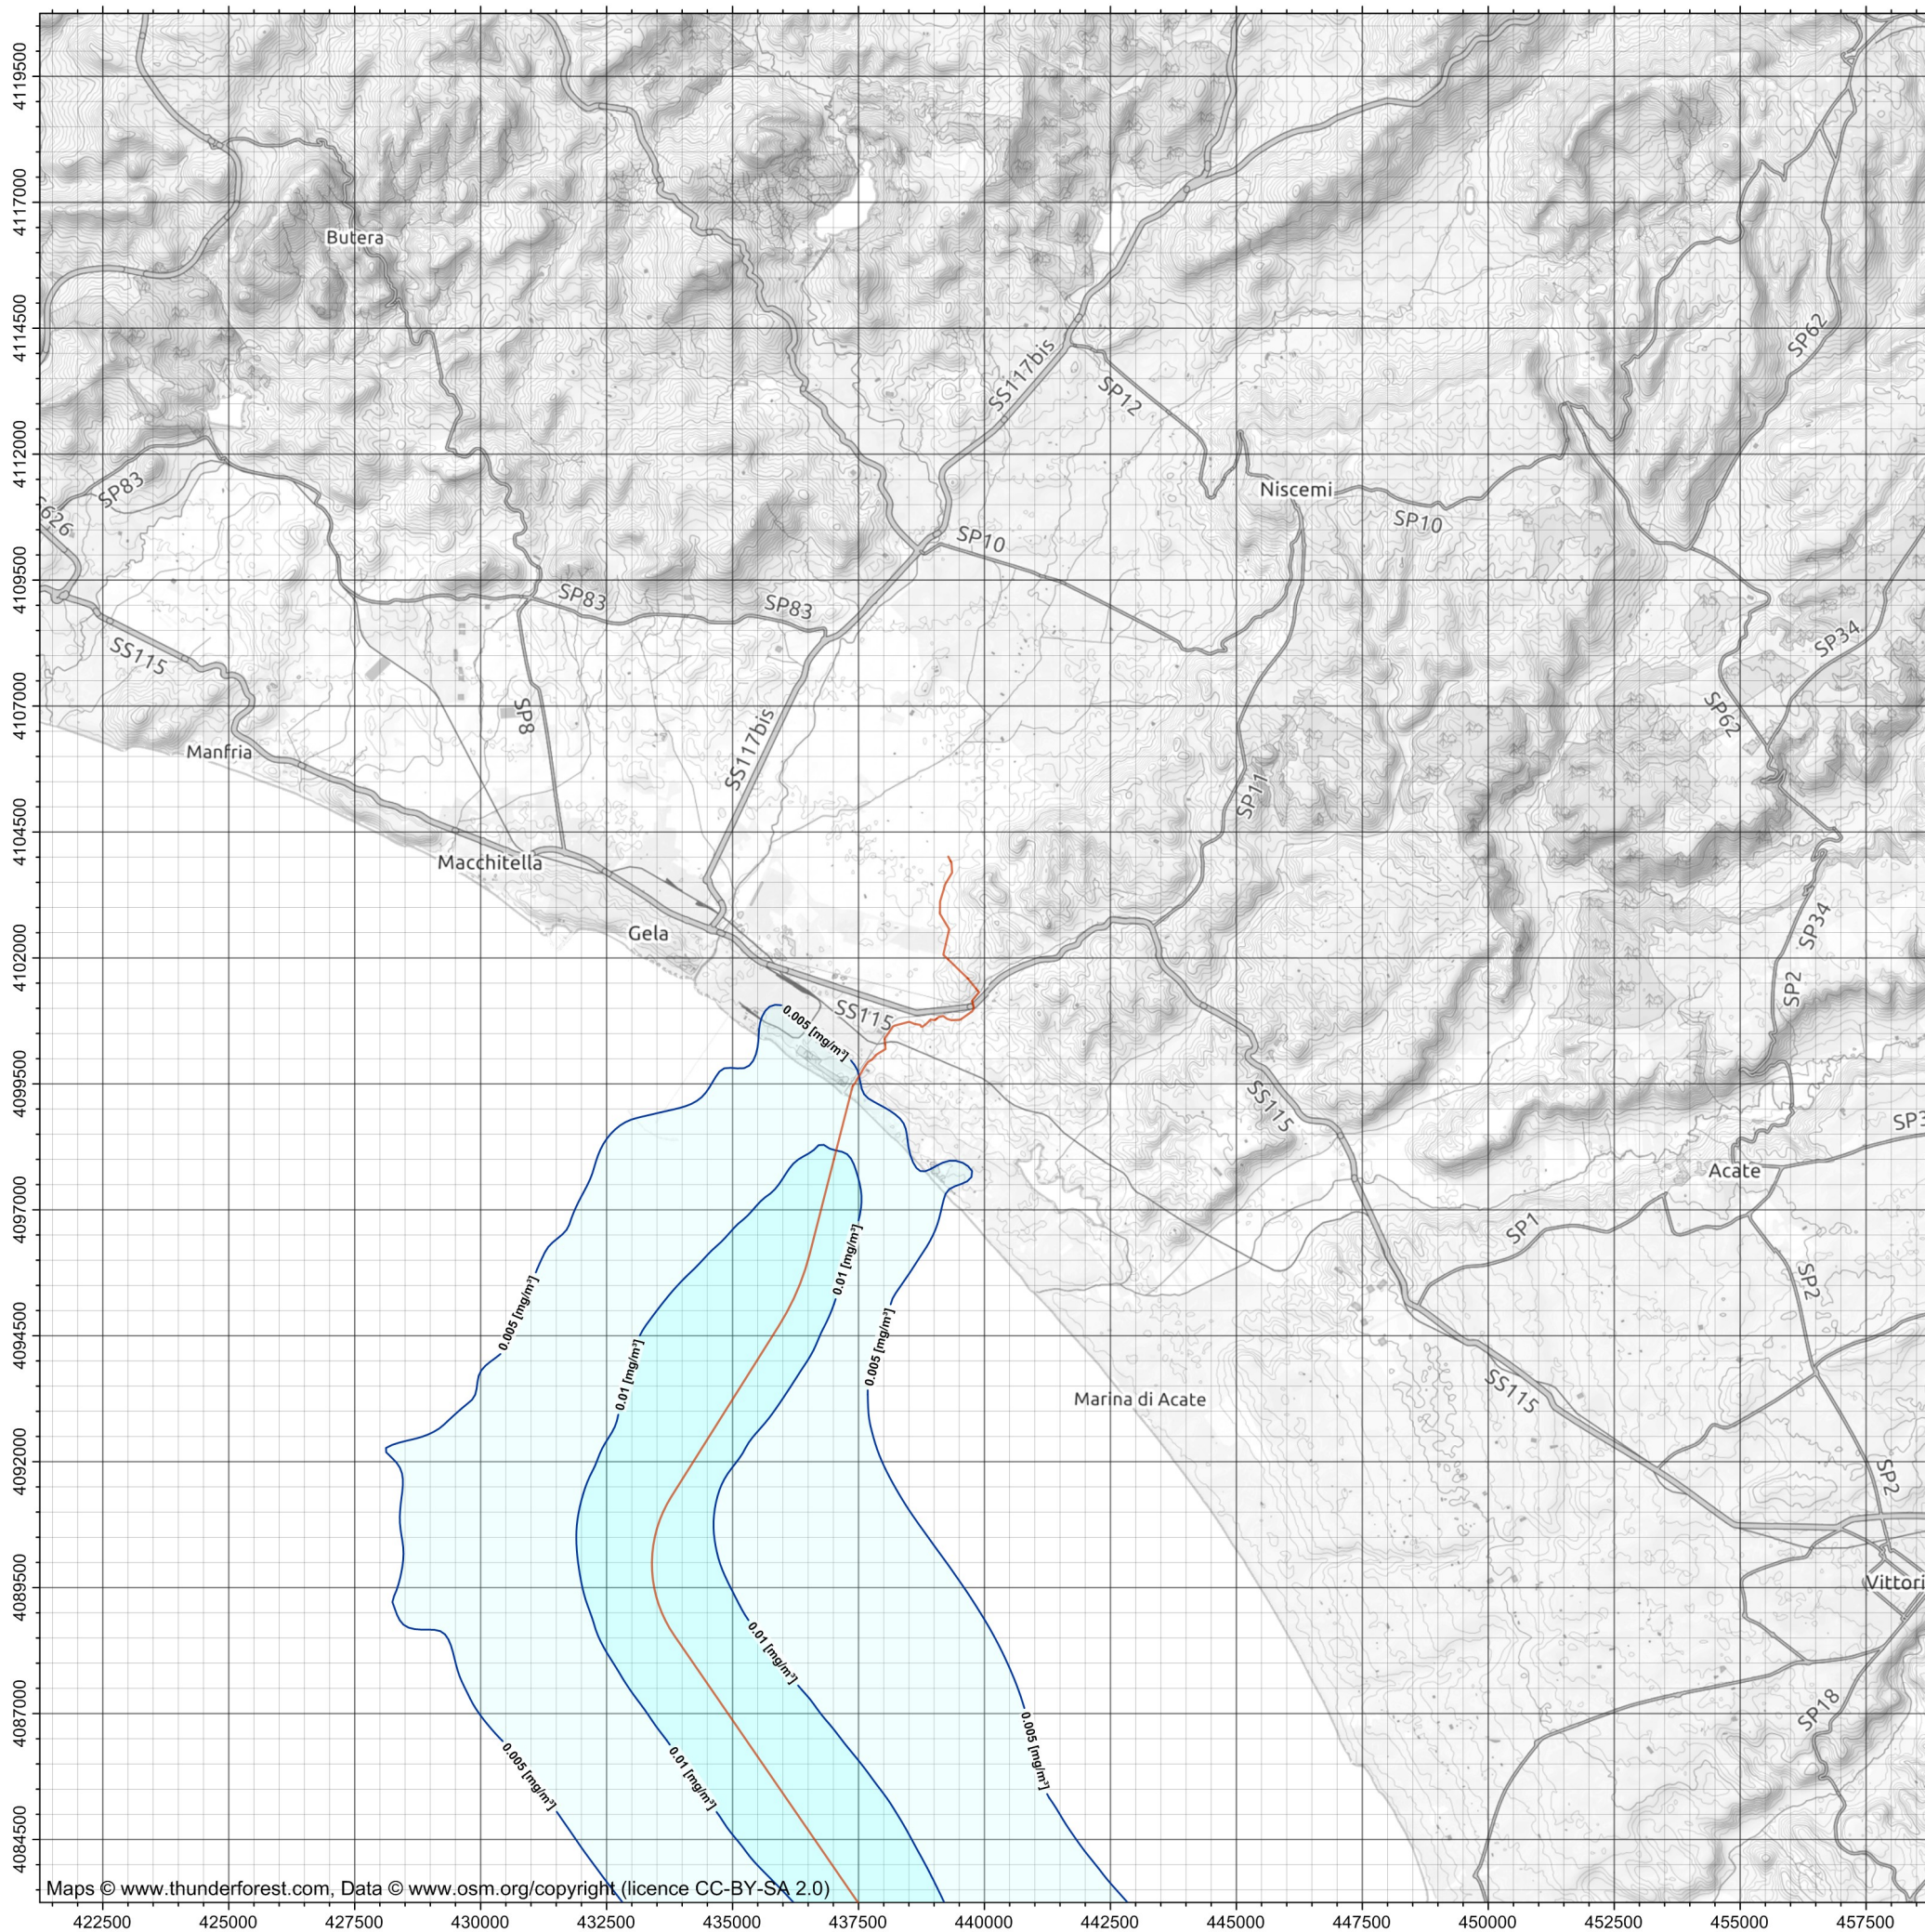 4119500
4117000
Butera
4114500
SP62
SS117bis
SP12
4112000
SP83
Niscemi
626
SP10
SP10
4109500
SP83
SP83
SP34
SS115
4107000
SP8
SP62
SS117bis
Manfria
SP11
4104500
Macchitella
SP34
Gela
4102000
SP2
SS115
0.005 [mg/m³]
4099500
SS115
SP3
Acate
4097000
SP1
0.01 [mg/m³]
SP2
0.005 [mg/m³]
4094500
0.005 [mg/m³]
0.01 [mg/m³]
SS115
Marina di Acate
4092000
SP2
4089500
Vittori
0.01 [mg/m³]
4087000
SP18
0.005 [mg/m³]
0.005 [mg/m³]
0.01 [mg/m³]
4084500
Maps © www.thunderforest.com, Data © www.osm.org/copyright (licence CC-BY-SA 2.0)
422500 425000 427500 430000 432500 435000 437500 440000 442500 445000 447500 450000 452500 455000 457500